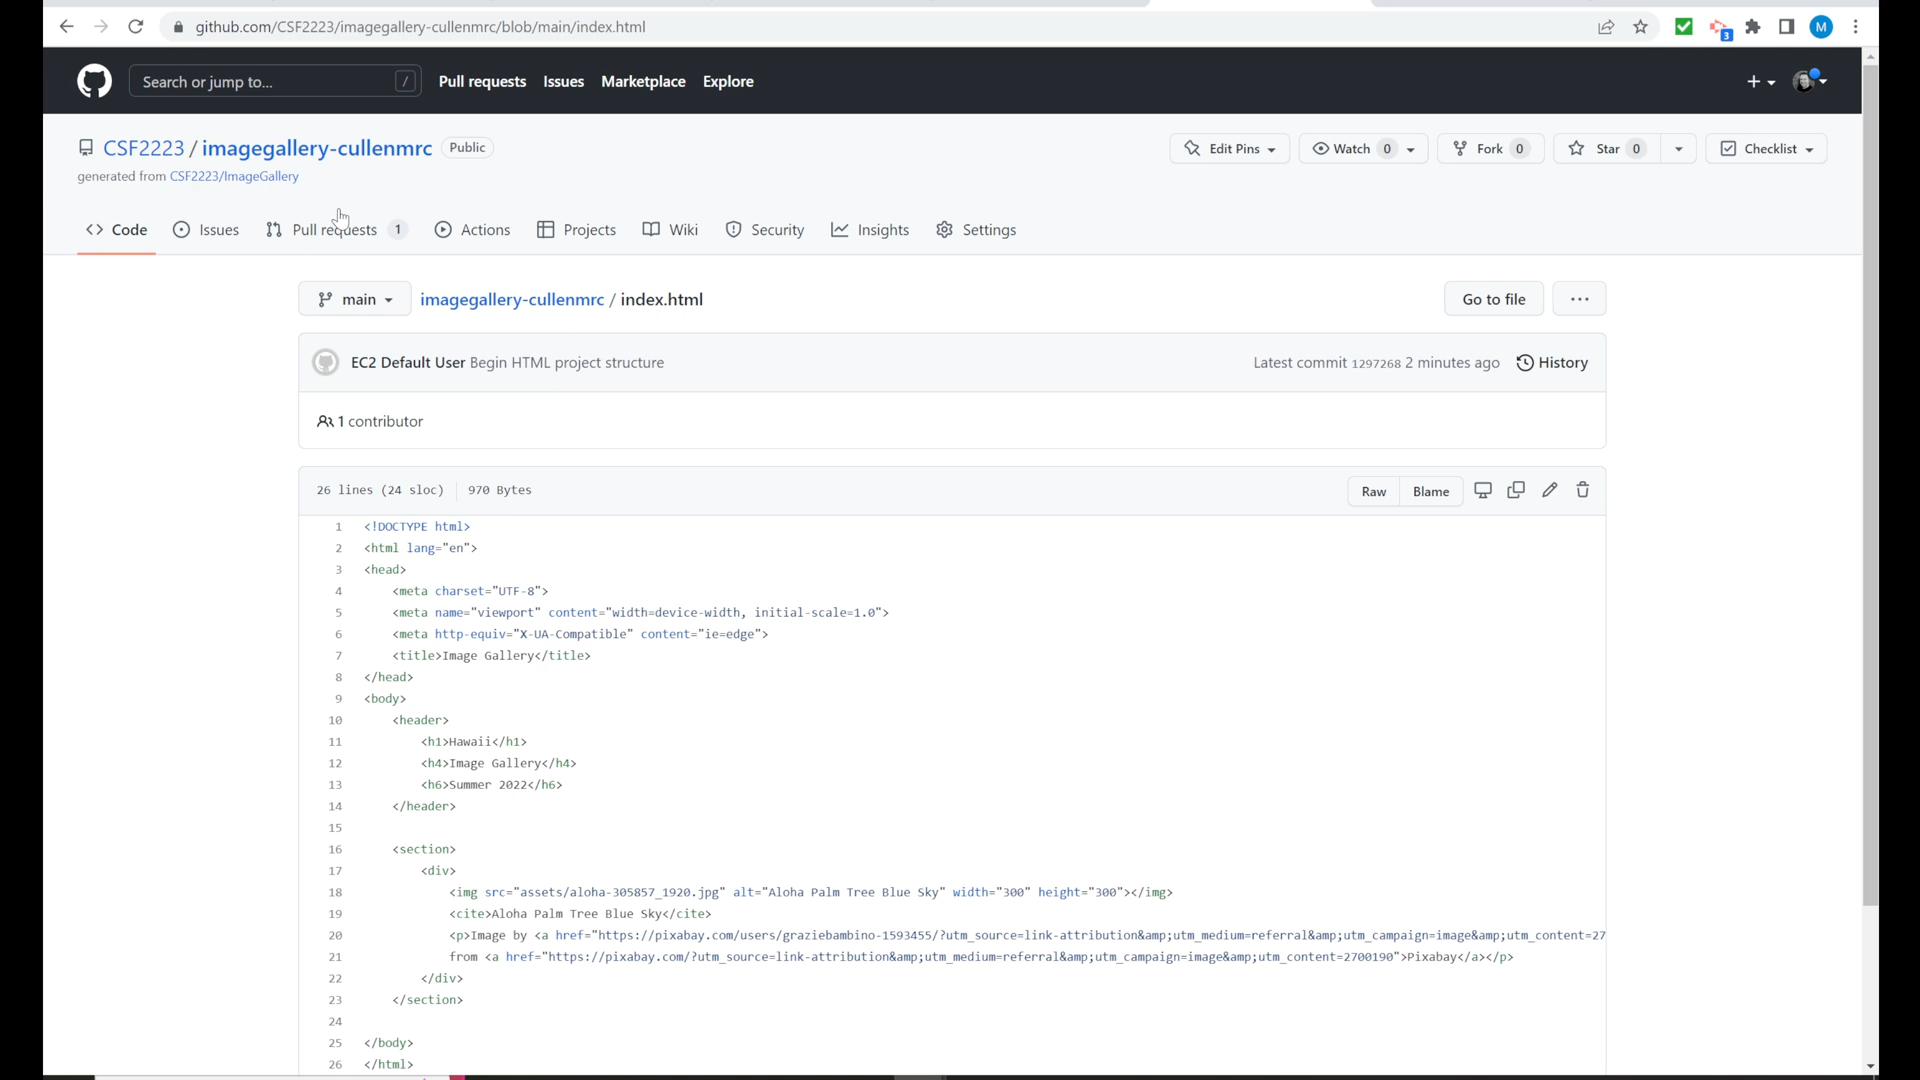 github.com/CSF2223/imagegallery-cullenmrc/blob/main/index.html
3
M
Search or jump to... /
Pull requests Issues Marketplace Explore
CSF2223 / imagegallery-cullenmrc Public
Edit Pins Watch 0 Fork 0 Star 0 Checklist
generated from CSF2223/ImageGallery
Code Issues Pull requests 1 Actions Projects Wiki Security Insights Settings
main imagegallery-cullenmrc / index.html Go to file ...
EC2 Default User Begin HTML project structure Latest commit 1297268 2 minutes ago History
1 contributor
26 lines (24 sloc) 970 Bytes Raw Blame
1 <!DOCTYPE html>
2 <html lang="en">
3 <head>
4 <meta charset="UTF-8">
5 <meta name="viewport" content="width=device-width, initial-scale=1.0">
6 <meta http-equiv="X-UA-Compatible" content="ie=edge">
7 <title>Image Gallery</title>
8 </head>
9 <body>
10 <header>
11 <h1>Hawaii</h1>
12 <h4>Image Gallery</h4>
13 <h6>Summer 2022</h6>
14 </header>
15
16 <section>
17 <div>
18 <img src="assets/aloha-305857_1920.jpg" alt="Aloha Palm Tree Blue Sky" width="300" height="300"></img>
19 <cite>Aloha Palm Tree Blue Sky</cite>
20 <p>Image by <a href="https://pixabay.com/users/graziebambino-1593455/?utm_source=link-attribution&amp;utm_medium=referral&amp;utm_campaign=image&amp;utm_content=27
21 from <a href="https://pixabay.com/?utm_source=link-attribution&amp;utm_medium=referral&amp;utm_campaign=image&amp;utm_content=2700190">Pixabay</a></p>
22 </div>
23 </section>
24
25 </body>
26 </html>